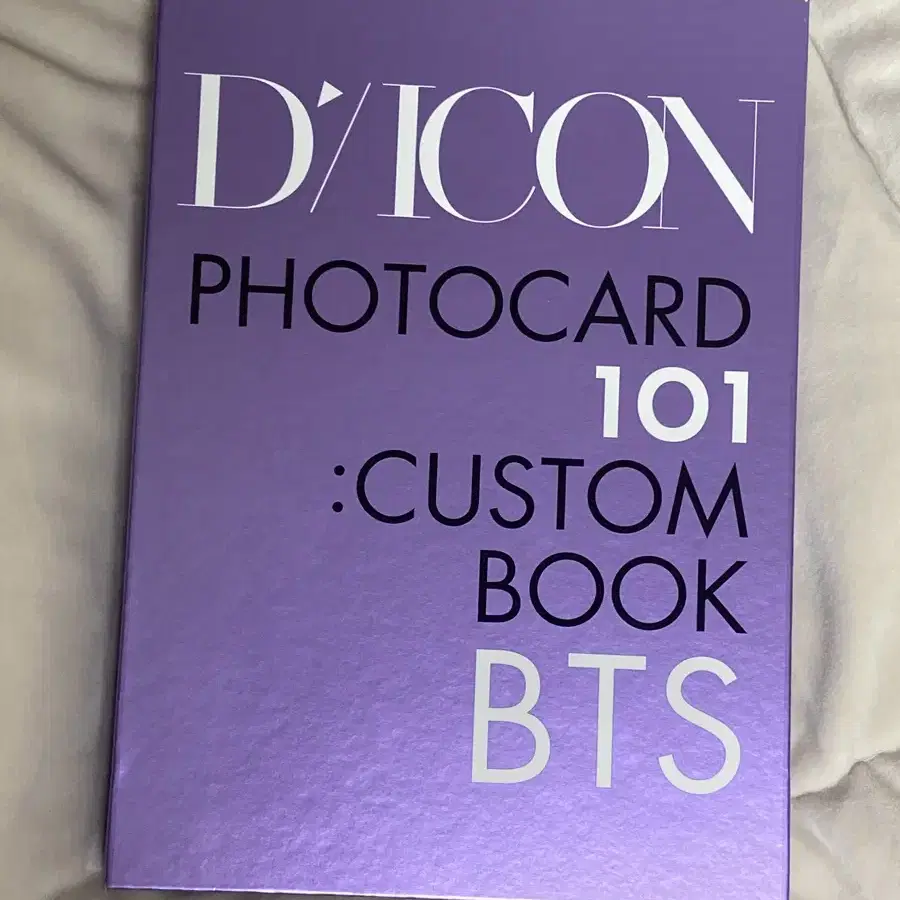 D'/ICON
PHOTOCARD
101
:CUSTOM
BOOK
BTS